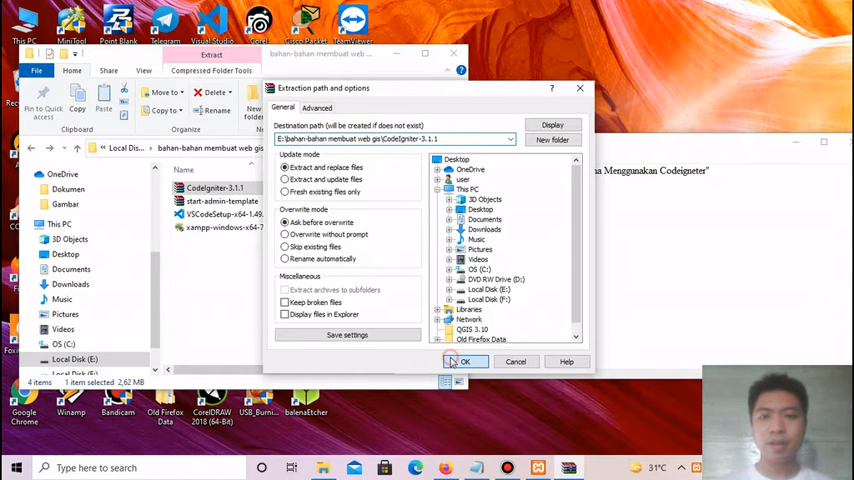 This PC
MiniTool
Point Blank
Telegram
Visual Studio
Corel
Cisco Packet
TeamViewer
Extract
bahan-bahan membuat web ...
File
Home
Share
View
Compressed Folder Tools
Pin to Quick access
Copy
Paste
Move to
Copy to
Delete
Rename
New
Clipboard
Organize
Local Disk...
bahan-bahan membuat web gis
OneDrive
Dokumen
Gambar
This PC
3D Objects
Desktop
Documents
Downloads
Music
Pictures
Videos
OS (C:)
Local Disk (E:)
Name
CodeIgniter-3.1.1
start-admin-template
VSCodeSetup-x64-1.49.
xampp-windows-x64-7
4 items
1 item selected 2,62 MB
Extraction path and options
?
General
Advanced
Destination path (will be created if does not exist)
E:\bahan-bahan membuat web gis\CodeIgniter-3.1.1
Display
New folder
Update mode
Extract and replace files
Extract and update files
Fresh existing files only
Overwrite mode
Ask before overwrite
Overwrite without prompt
Skip existing files
Rename automatically
Miscellaneous
Extract archives to subfolders
Keep broken files
Display files in Explorer
Save settings
Desktop
OneDrive
user
This PC
3D Objects
Desktop
Documents
Downloads
Music
Pictures
Videos
OS (C:)
DVD RW Drive (D:)
Local Disk (E:)
Local Disk (F:)
Libraries
Network
QGIS 3.10
Old Firefox Data
OK
Cancel
Help
Menggunakan Codeigneter"
Google Chrome
Winamp
Bandicam
Old Firefox Data
CorelDRAW 2018 (64-Bit)
USB_Burni...
balenaEtcher
Type here to search
31°C